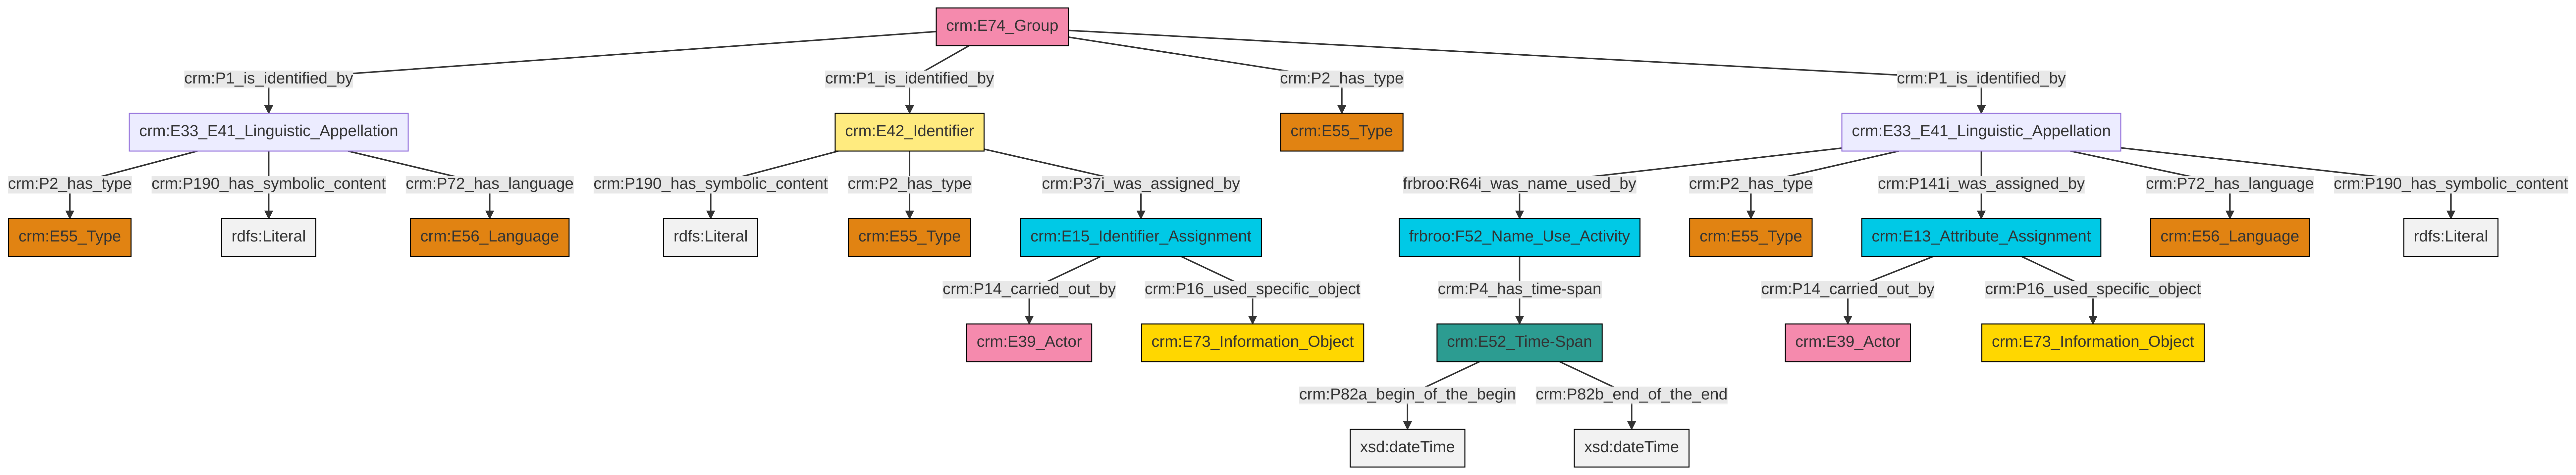 crm:E74_Group
crm:P1_is_identified_by
crm:P1_is_identified_by
crm:P2_has_type
crm:P1_is_identified_by
crm:E33_E41_Linguistic_Appellation
crm:E42_Identifier
crm:E55_Type
crm:E33_E41_Linguistic_Appellation
crm:P2_has_type
crm:P190_has_symbolic_content
crm:P72_has_language
crm:P190_has_symbolic_content
crm:P2_has_type
crm:P37i_was_assigned_by
frbroo:R64i_was_name_used_by
crm:P2_has_type
crm:P141i_was_assigned_by
crm:P72_has_language
crm:P190_has_symbolic_content
crm:E55_Type
rdfs:Literal
crm:E56_Language
rdfs:Literal
crm:E55_Type
crm:E15_Identifier_Assignment
frbroo:F52_Name_Use_Activity
crm:E55_Type
crm:E13_Attribute_Assignment
crm:E56_Language
rdfs:Literal
crm:P14_carried_out_by
crm:P16_used_specific_object
crm:P4_has_time-span
crm:P14_carried_out_by
crm:P16_used_specific_object
crm:E39_Actor
crm:E73_Information_Object
crm:E52_Time-Span
crm:E39_Actor
crm:E73_Information_Object
crm:P82a_begin_of_the_begin
crm:P82b_end_of_the_end
xsd:dateTime
xsd:dateTime